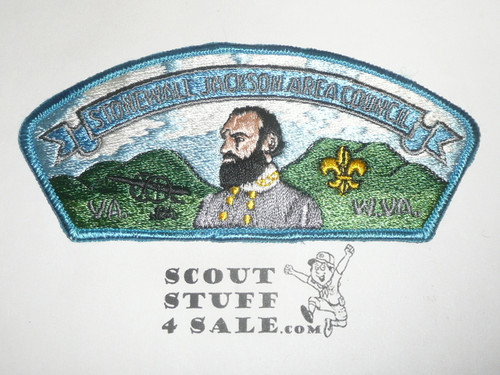 STONEWALL JACKSON AREA COUNCIL
VA. W.VA.
SCOUT
STUFF
4 SALE.com